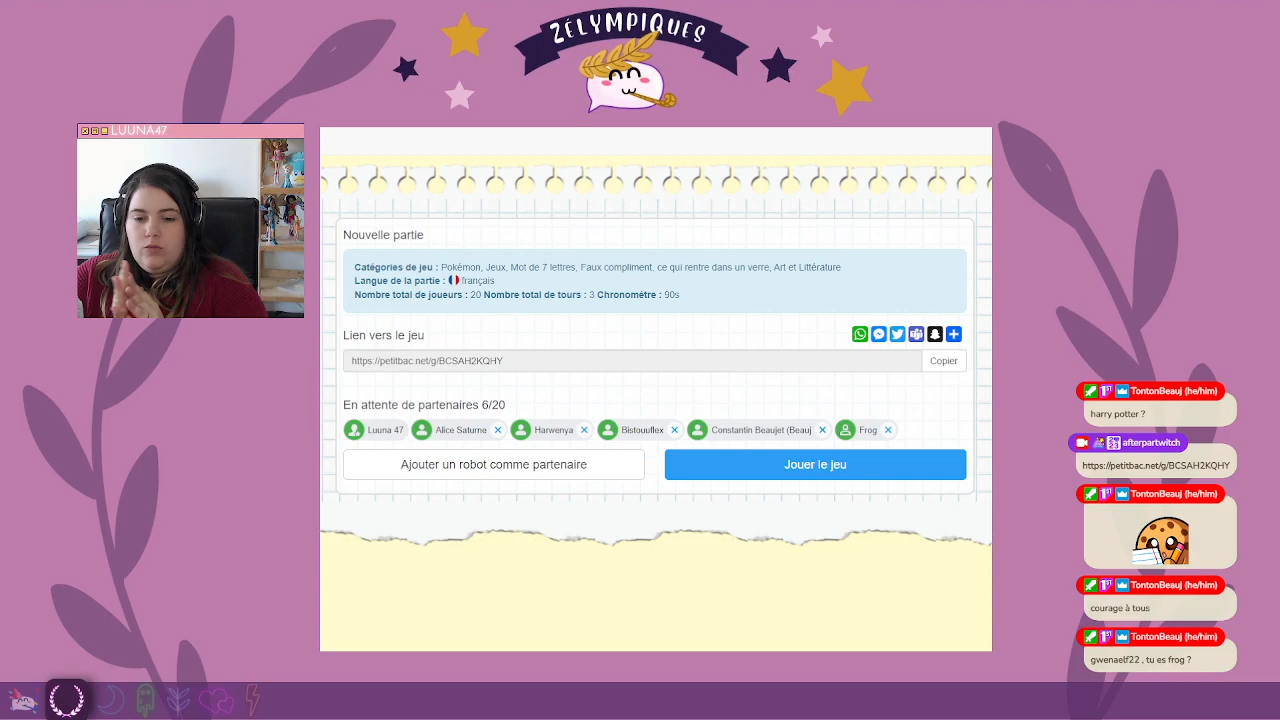 ZÉLYMPIQUES
LUUNA47
Nouvelle partie
Catégories de jeu : Pokémon, Jeux, Mot de 7 lettres, Faux compliment, ce qui rentre dans un verre, Art et Littérature
Langue de la partie : français
Nombre total de joueurs : 20 Nombre total de tours : 3 Chronomètre : 90s
Lien vers le jeu
https://petitbac.net/g/BCSAH2KQHY
Copier
En attente de partenaires 6/20
Luuna 47
Alice Saturne
Harwenya
Bistouuflex
Constantin Beaujet (Beauj
Frog
Ajouter un robot comme partenaire
Jouer le jeu
TontonBeauj (he/him)
harry potter ?
afterpartwitch
https://petitbac.net/g/BCSAH2KQHY
TontonBeauj (he/him)
TontonBeauj (he/him)
courage à tous
TontonBeauj (he/him)
gwenaelf22 , tu es frog ?